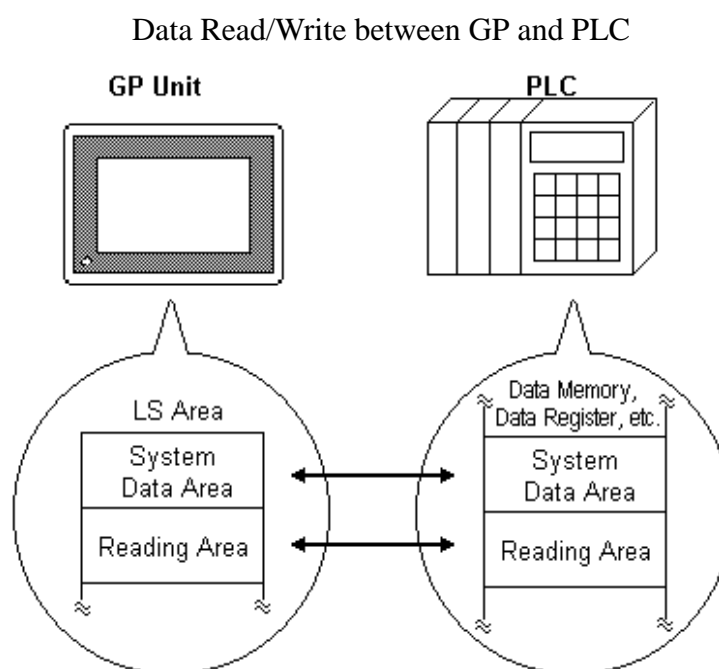 Data Read/Write between GP and PLC
GP Unit
PLC
LS Area
System
Data Area
Reading Area
Data Memory,
Data Register, etc.
System
Data Area
Reading Area